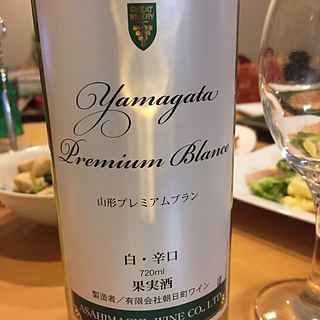 GREAT
WINERY
Yamagata
Premium Blance
山形プレミアムブラン
白・辛口
720ml
果実酒
製造者／有限会社朝日町ワイン
ASAHIMACHI WINE CO., LTD